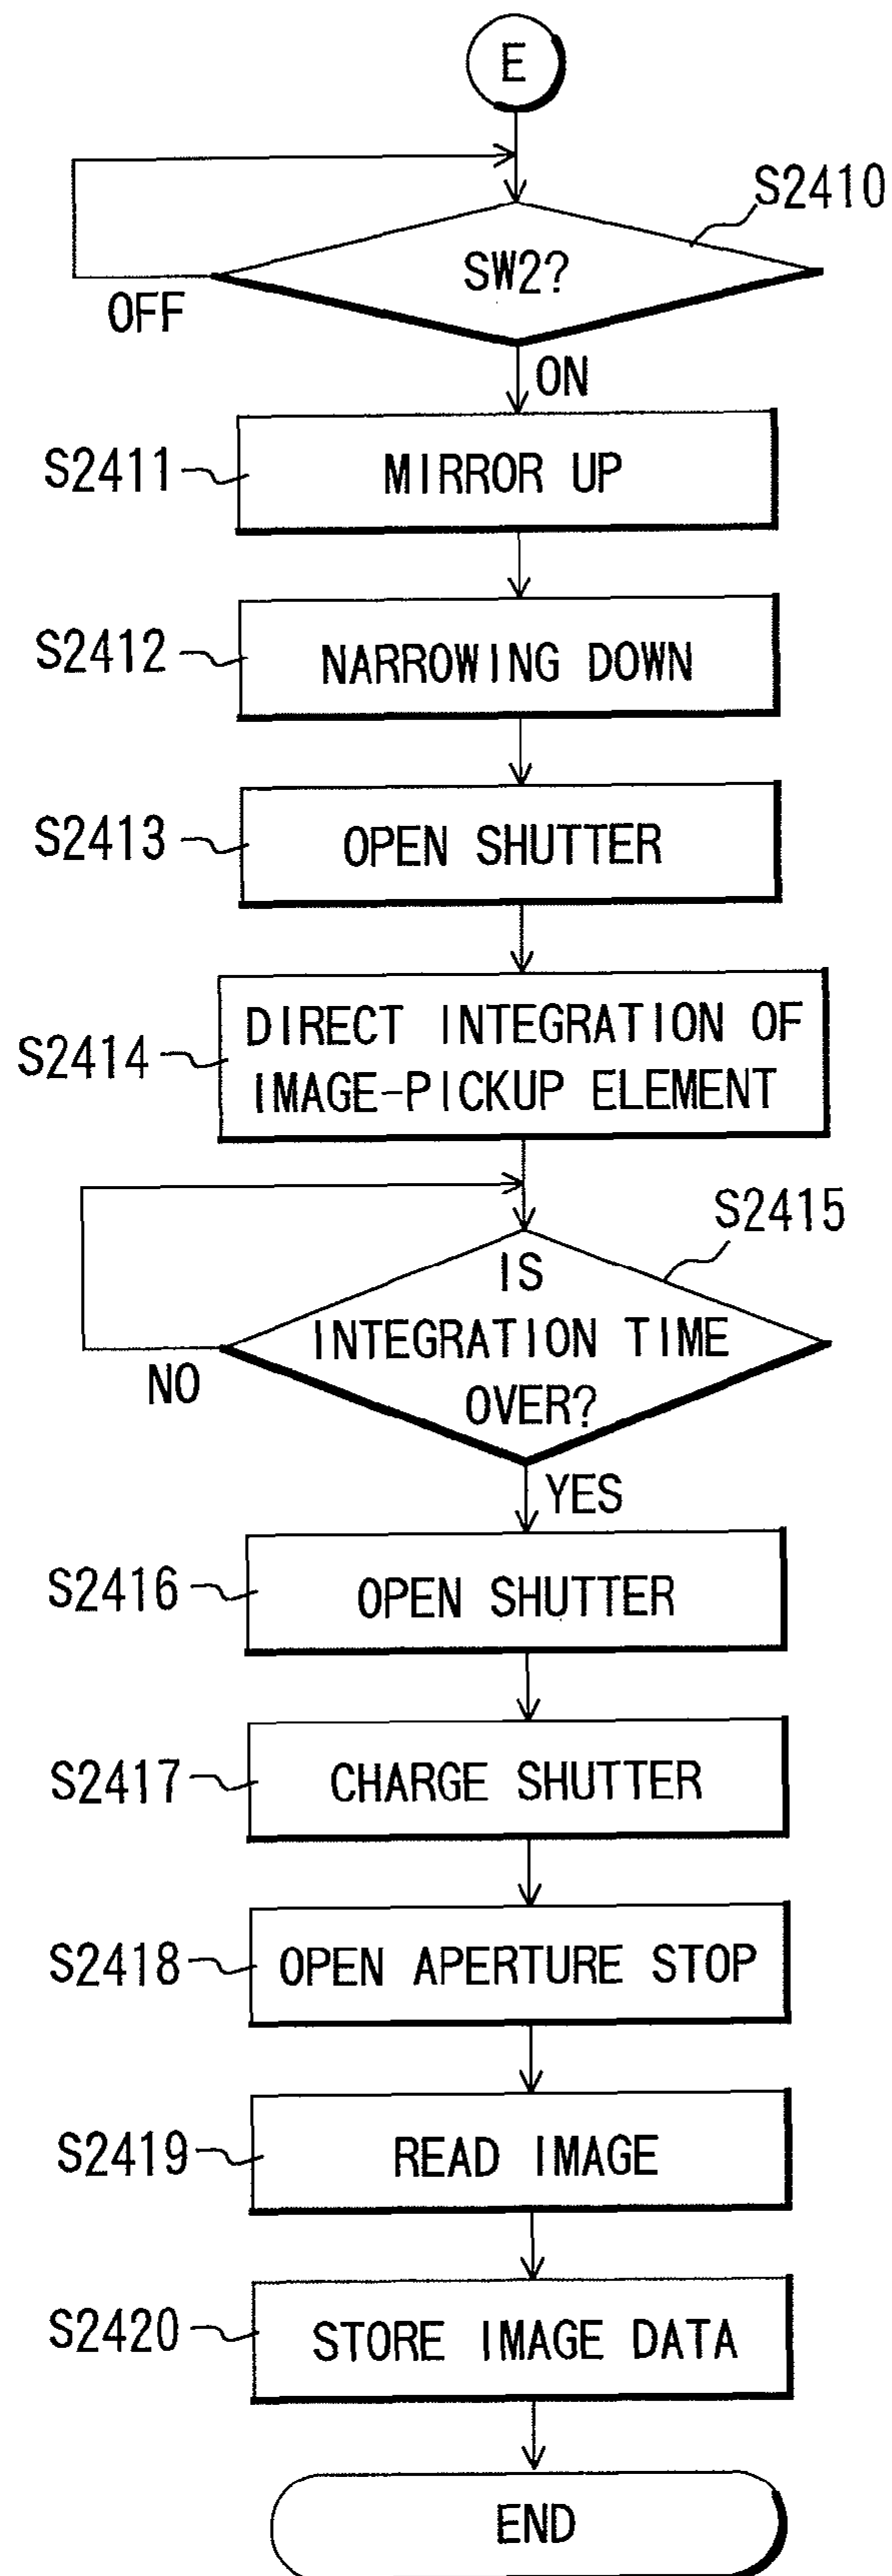 E
S2410
SW2?
OFF
ON
S2411
MIRROR UP
S2412
NARROWING DOWN
S2413
OPEN SHUTTER
S2414
DIRECT INTEGRATION OF
IMAGE-PICKUP ELEMENT
S2415
IS
INTEGRATION TIME
OVER?
NO
YES
S2416
OPEN SHUTTER
S2417
CHARGE SHUTTER
S2418
OPEN APERTURE STOP
S2419
READ IMAGE
S2420
STORE IMAGE DATA
END